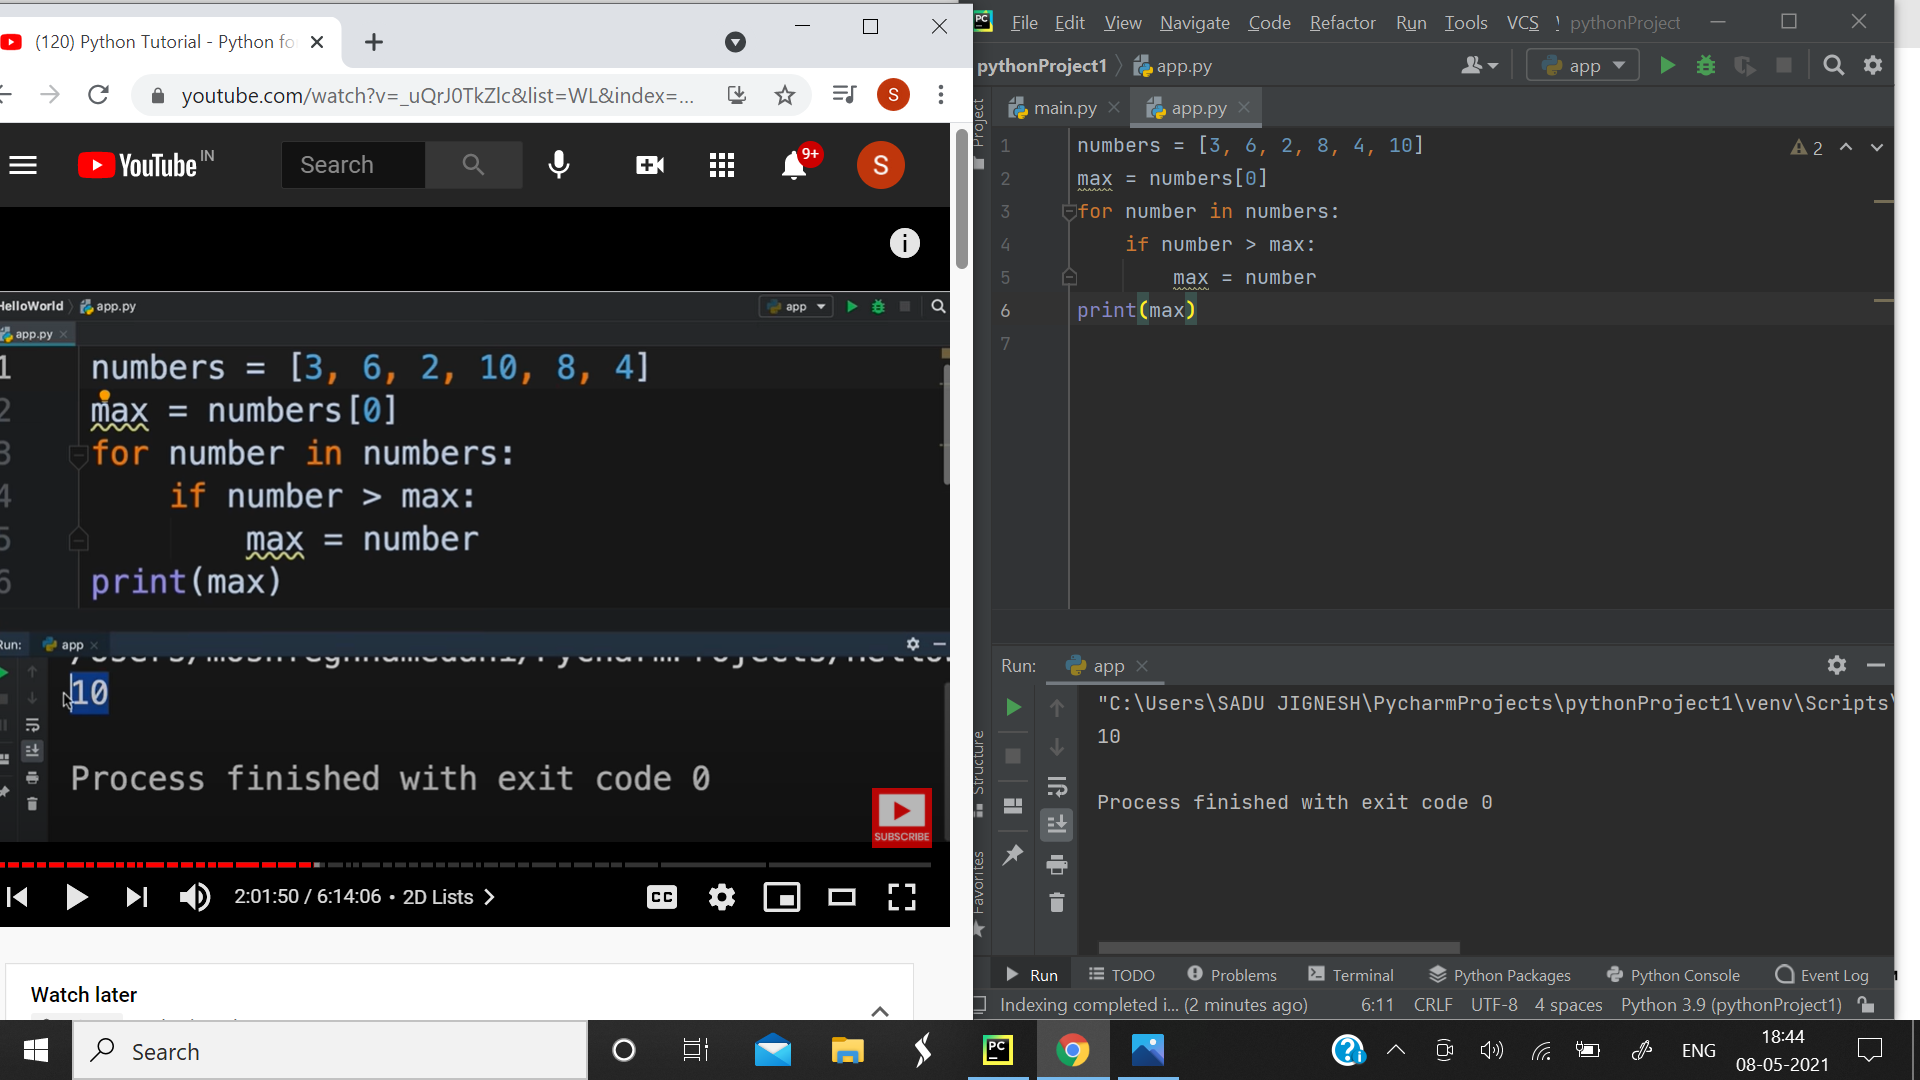 (120) Python Tutorial - Python fo
youtube.com/watch?v=_uQrJ0TkZlc&list=WL&index=...
S
YouTube IN
Search
9+
S
HelloWorld
app.py
app
app.py
1 numbers = [3, 6, 2, 10, 8, 4]
2 max = numbers[0]
3 for number in numbers:
4 if number > max:
5 max = number
6 print(max)
Run:
app
10
Process finished with exit code 0
SUBSCRIBE
2:01:50 / 6:14:06 • 2D Lists
CC
Watch later
PC
File Edit View Navigate Code Refactor Run Tools VCS pythonProject
pythonProject1
app.py
app
main.py
app.py
Project
1 numbers = [3, 6, 2, 8, 4, 10]
2 max = numbers[0]
3 for number in numbers:
4 if number > max:
5 max = number
6 print(max)
7
2
Run:
app
"C:\Users\SADU JIGNESH\PycharmProjects\pythonProject1\venv\Scripts\
10
Process finished with exit code 0
Structure
Favorites
Run TODO Problems Terminal Python Packages Python Console Event Log
Indexing completed i... (2 minutes ago) 6:11 CRLF UTF-8 4 spaces Python 3.9 (pythonProject1)
Search
PC
ENG
18:44
08-05-2021